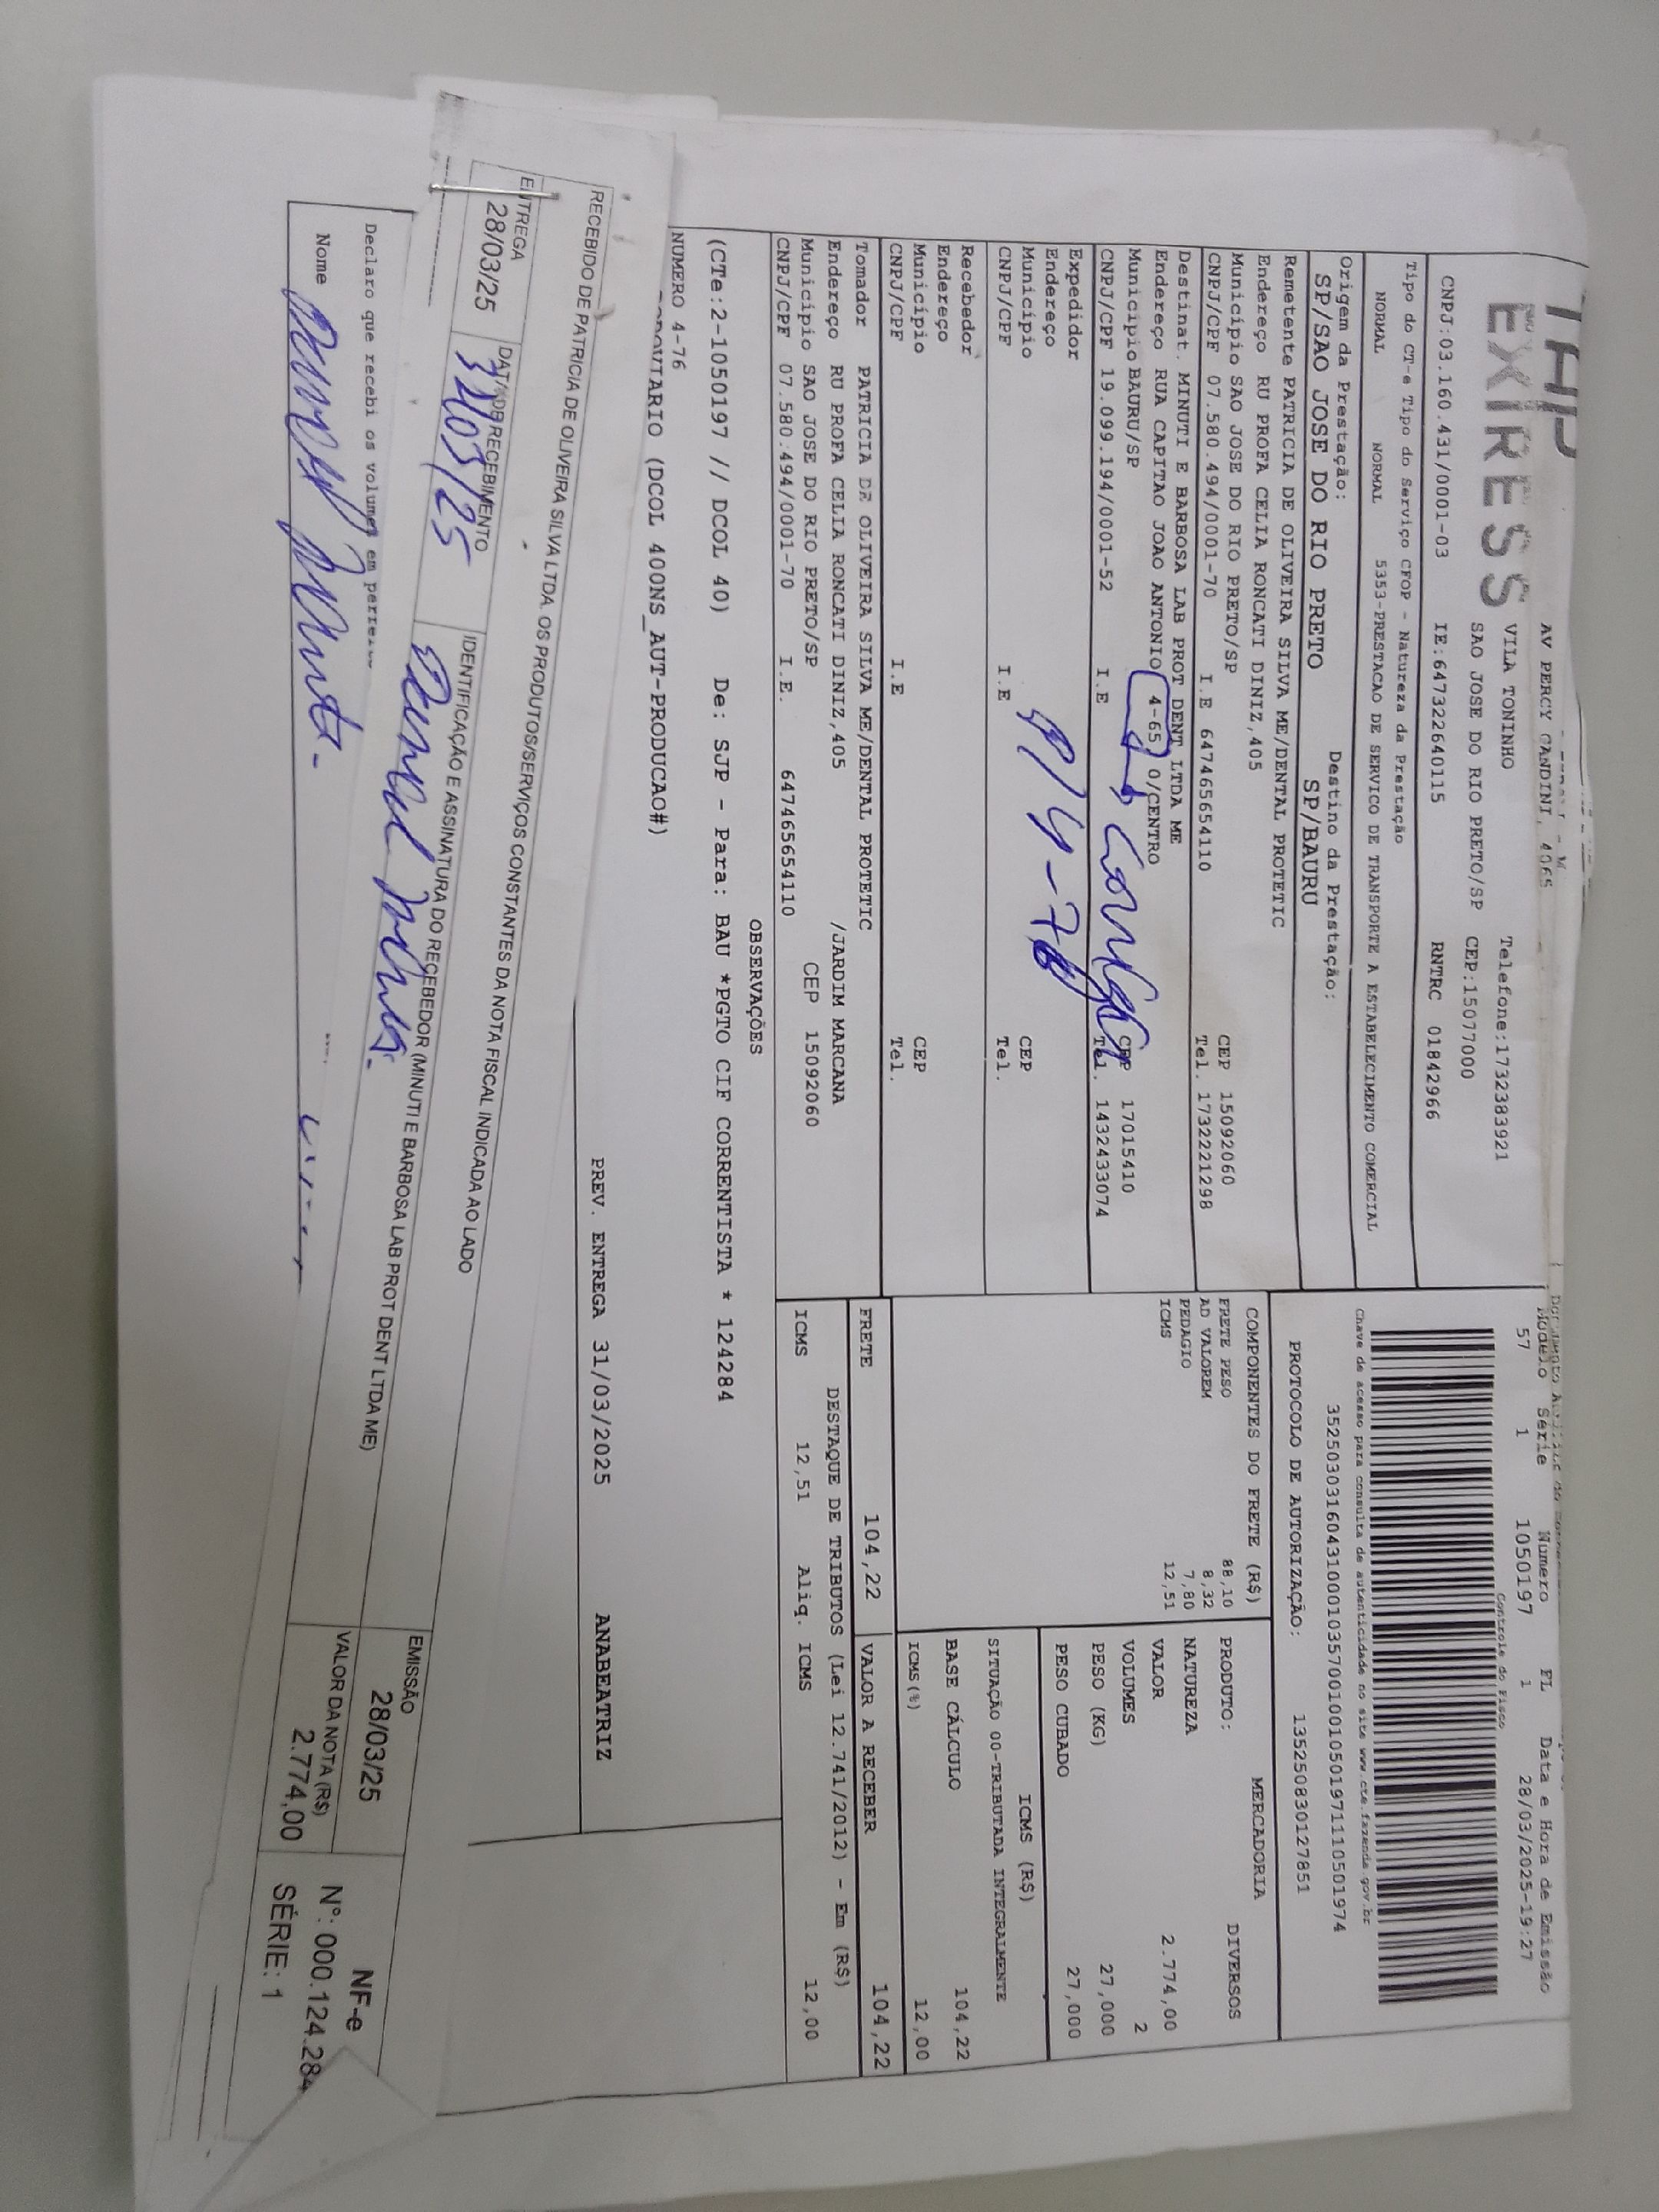 EXPRESS
AV PERCY GANDINI, 4065
VILA TONINHO
Telefone:1732383921
SAO JOSE DO RIO PRETO/SP
CEP:15077000
CNPJ:03.160.431/0001-03 IE:647322640115 RNTRC 01842966
Modelo Série Número FL Data e Hora de Emissão
57 1 1050197 1 28/03/2025-19:27
Controle do Fisco
Chave de acesso para consulta de autenticidade no site www.cte.fazenda.gov.br
35250303160431000103570010010501971110501974
PROTOCOLO DE AUTORIZAÇÃO: 135250830127851
Tipo do CT-e Tipo do Serviço CFOP - Natureza da Prestação
NORMAL NORMAL 5353-PRESTACAO DE SERVICO DE TRANSPORTE A ESTABELECIMENTO COMERCIAL
Origem da Prestação: Destino da Prestação:
SP/SAO JOSE DO RIO PRETO SP/BAURU
Remetente PATRICIA DE OLIVEIRA SILVA ME/DENTAL PROTETIC
Endereço RU PROFA CELIA RONCATI DINIZ,405
Município SAO JOSE DO RIO PRETO/SP CEP 15092060
CNPJ/CPF 07.580.494/0001-70 I.E 647465654110 Tel. 1732221298
Destinat. MINUTI E BARBOSA LAB PROT DENT LTDA ME
Endereço RUA CAPITAO JOAO ANTONIO 4-65 0/CENTRO
Município BAURU/SP CEP 17015410
CNPJ/CPF 19.099.194/0001-52 I.E Tel. 1432433074
P/ 4-76
Expedidor
Endereço
Município CEP
CNPJ/CPF I.E Tel.
Recebedor
Endereço
Município CEP
CNPJ/CPF I.E Tel.
Tomador PATRICIA DE OLIVEIRA SILVA ME/DENTAL PROTETIC
Endereço RU PROFA CELIA RONCATI DINIZ,405 /JARDIM MARCANA
Município SAO JOSE DO RIO PRETO/SP CEP 15092060
CNPJ/CPF 07.580.494/0001-70 I.E. 647465654110
COMPONENTES DO FRETE (R$)
FRETE PESO 88,10
AD VALOREM 8,32
PEDAGIO 7,80
ICMS 12,51
MERCADORIA
PRODUTO: DIVERSOS
NATUREZA
VALOR 2.774,00
VOLUMES 2
PESO (KG) 27,000
PESO CUBADO 27,000
ICMS (R$)
SITUAÇÃO 00-TRIBUTADA INTEGRALMENTE
BASE CÁLCULO 104,22
ICMS(%) 12,00
FRETE 104,22 VALOR A RECEBER 104,22
DESTAQUE DE TRIBUTOS (Lei 12.741/2012) - Em (R$)
ICMS 12,51 Aliq. ICMS 12,00
OBSERVAÇÕES
(CTe:2-1050197 // DCOL 40) De: SJP - Para: BAU *PGTO CIF CORRENTISTA * 124284
NUMERO 4-76
(DCOL 400NS_AUT-PRODUCAO#)
PREV. ENTREGA 31/03/2025 ANABEATRIZ
RECEBIDO DE PATRICIA DE OLIVEIRA SILVA LTDA. OS PRODUTOS/SERVIÇOS CONSTANTES DA NOTA FISCAL INDICADA AO LADO
ENTREGA
28/03/25
DATA DE RECEBIMENTO
31/03/25
IDENTIFICAÇÃO E ASSINATURA DO RECEBEDOR (MINUTI E BARBOSA LAB PROT DENT LTDA ME)
EMISSÃO
28/03/25
VALOR DA NOTA (R$)
2.774,00
NF-e
Nº: 000.124.284
SÉRIE: 1
Declaro que recebi os volumes em
Nome